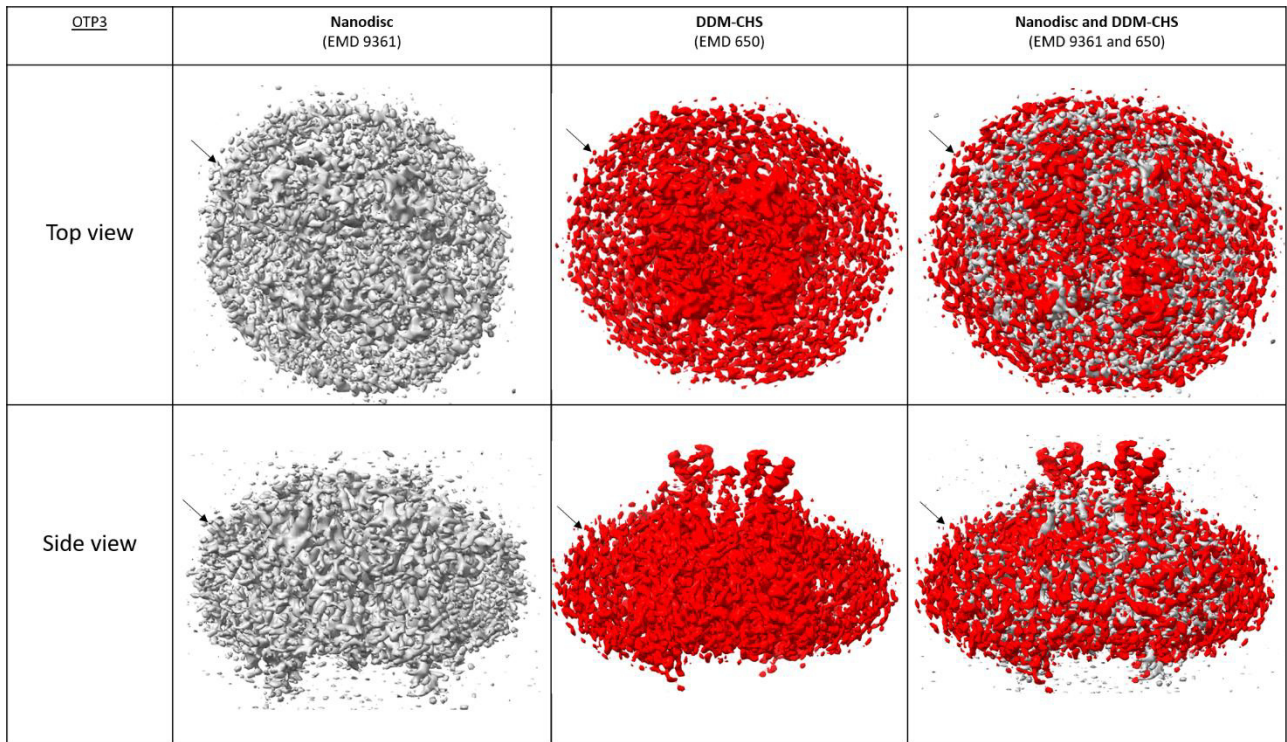 OTP3
Nanodisc
(EMD 9361)
DDM-CHS
(EMD 650)
Nanodisc and DDM-CHS
(EMD 9361 and 650)
Top view
Side view